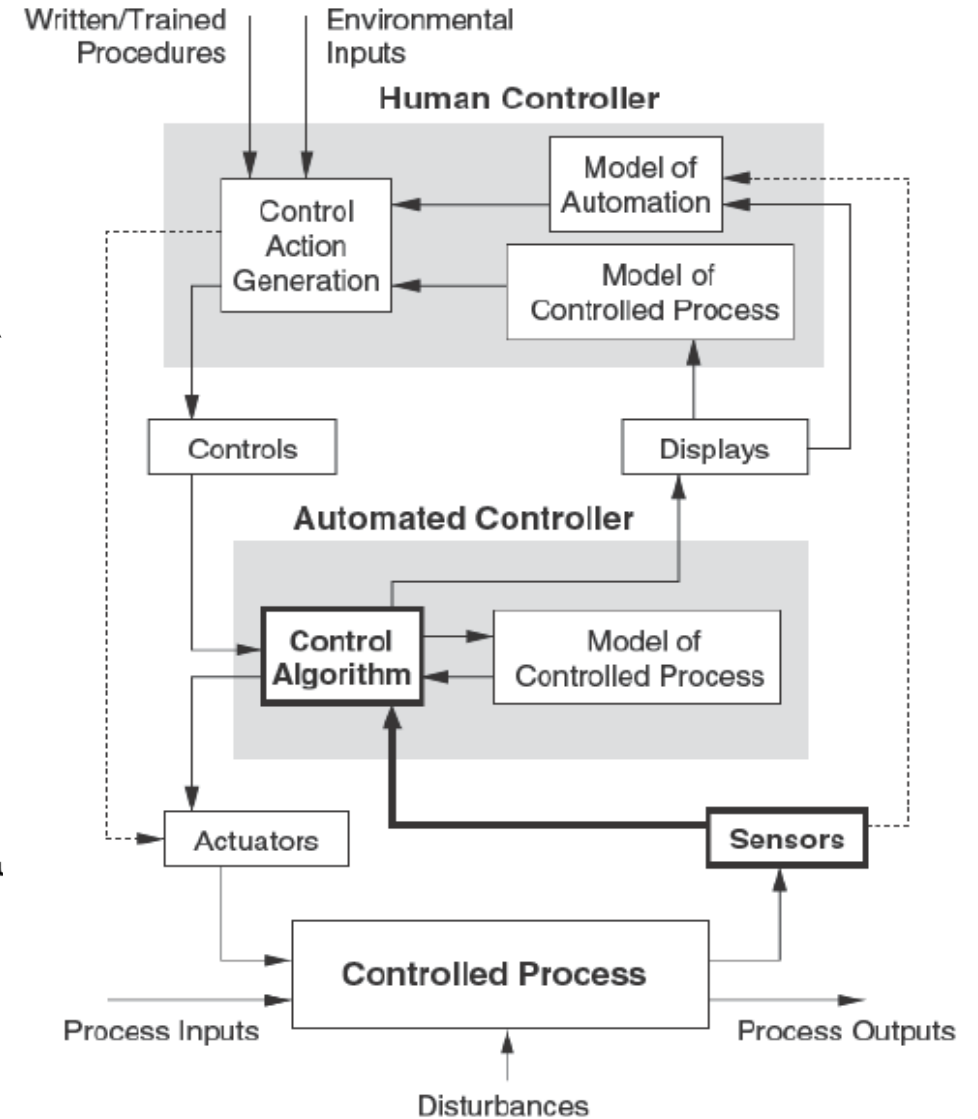 Written/Trained
Procedures
Environmental
Inputs
Human Controller
Model of
Automation
Control
Action
Generation
Model of
Controlled Process
Controls
Displays
Automated Controller
Control
Algorithm
Model of
Controlled Process
Actuators
Sensors
Controlled Process
Process Inputs
Process Outputs
Disturbances